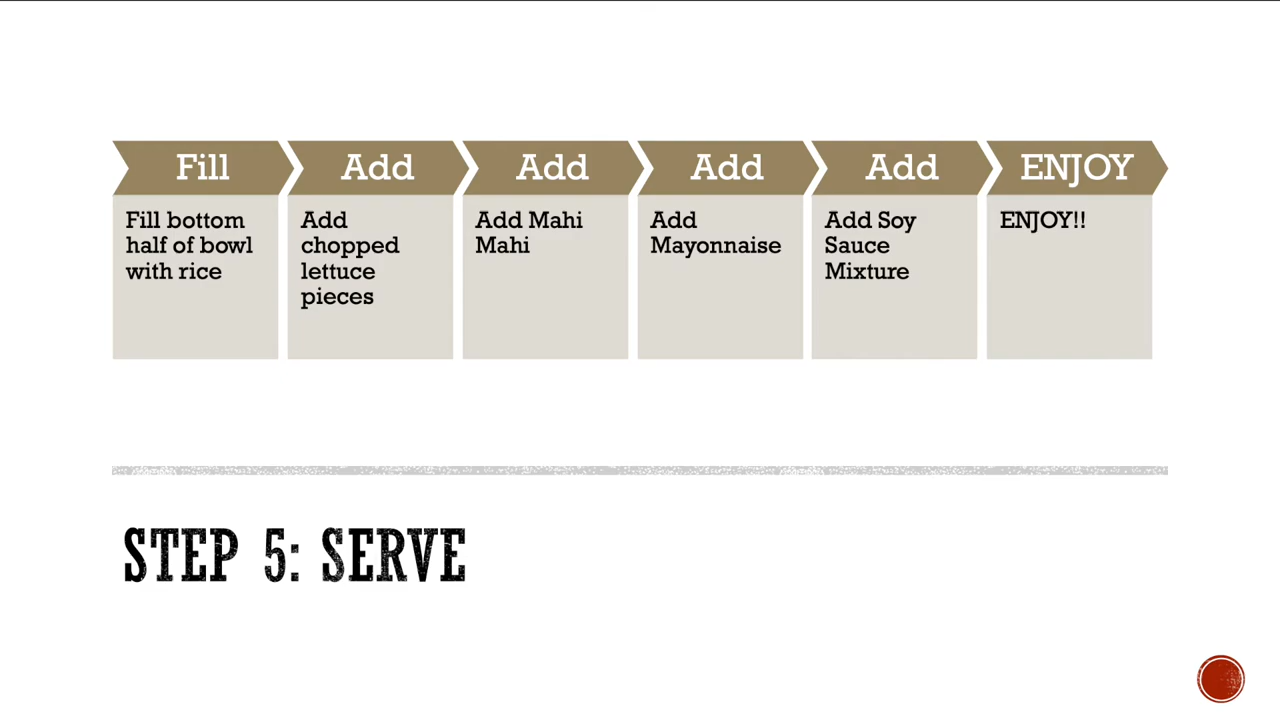 Fill
Fill bottom
half of bowl
with rice
Add
Add
chopped
lettuce
pieces
Add
Add Mahi
Mahi
Add
Add
Mayonnaise
Add
Add Soy
Sauce
Mixture
ENJOY
ENJOY!!
STEP 5: SERVE